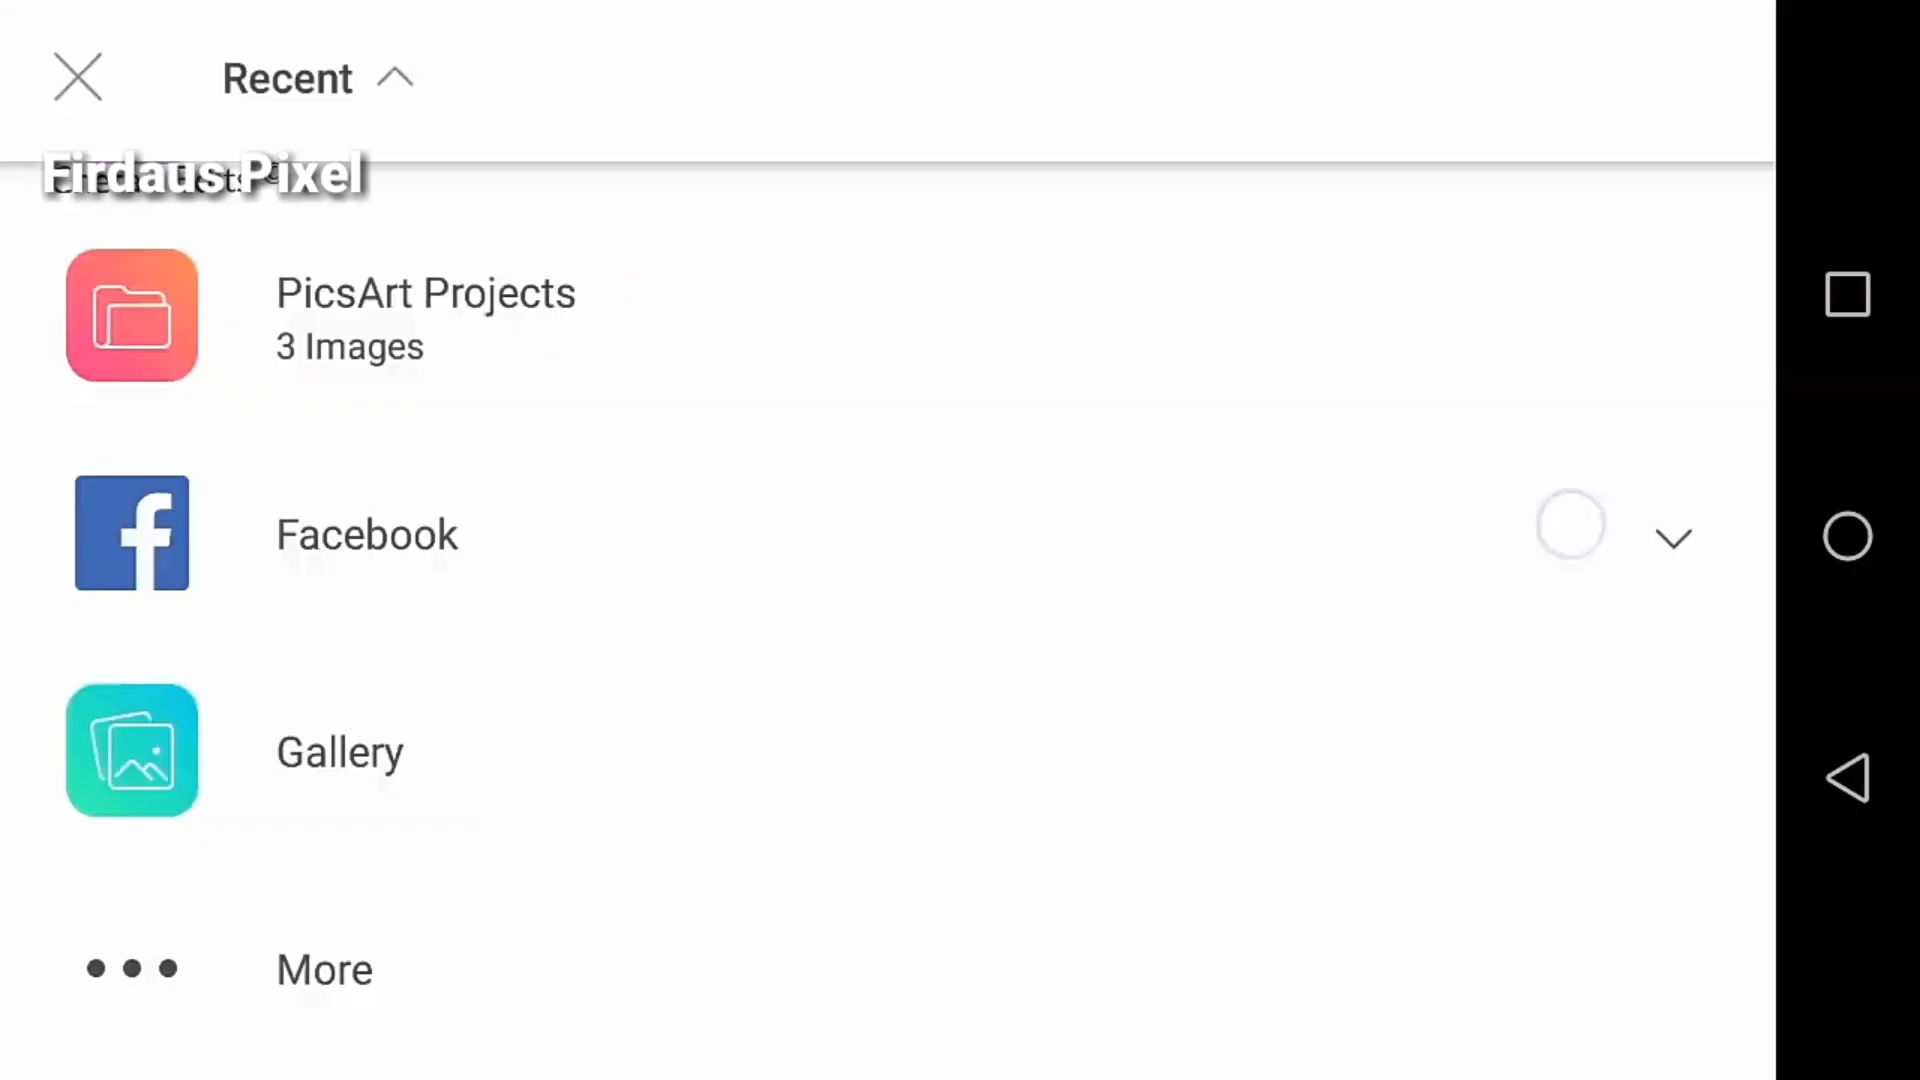 Recent
Firdaus Pixel
PicsArt Projects
3 Images
Facebook
Gallery
More